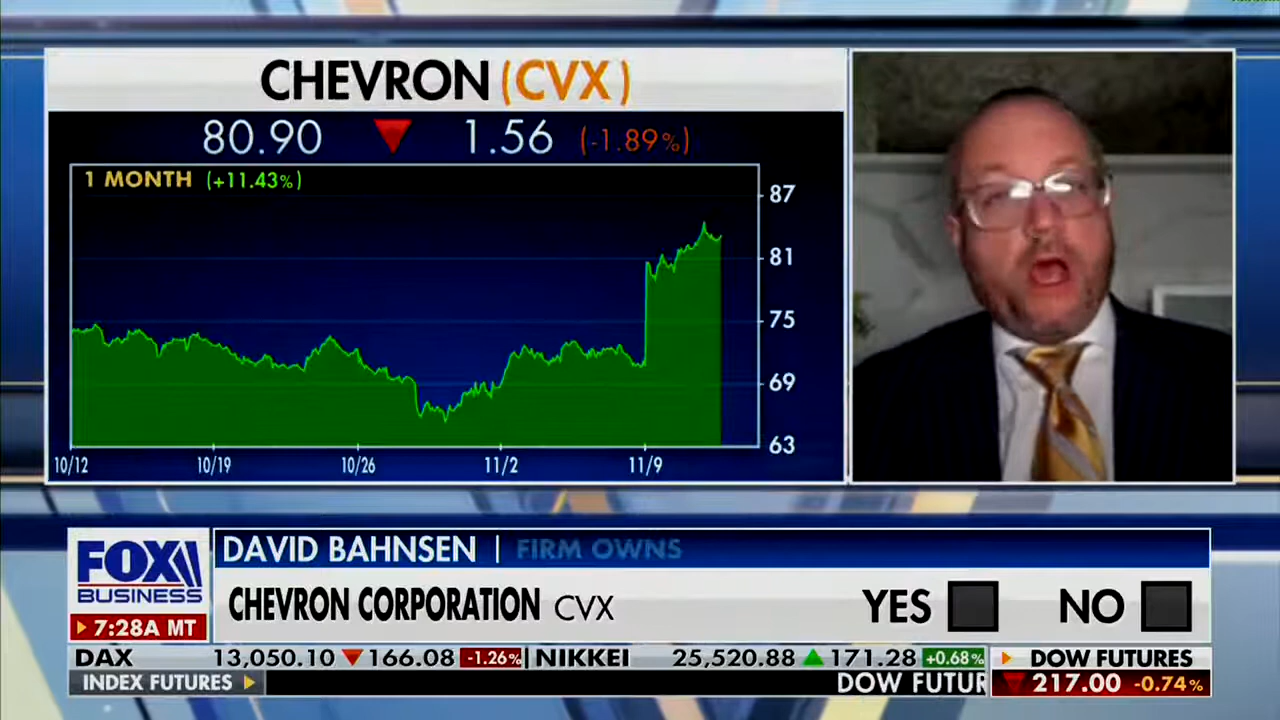 CHEVRON (CVX)
80.90 ▼ 1.56 (-1.89%)
1 MONTH (+11.43%)
87
81
75
69
63
10/12 10/19 10/26 11/2 11/9
DAVID BAHNSEN | FIRM OWNS
FOX BUSINESS
CHEVRON CORPORATION CVX YES NO
7:28A MT
DAX 13,050.10 ▼ 166.08 -1.26% NIKKEI 25,520.88 ▲ 171.28 +0.68% DOW FUTURES
INDEX FUTURES DOW FUTUR ▼ 217.00 -0.74%